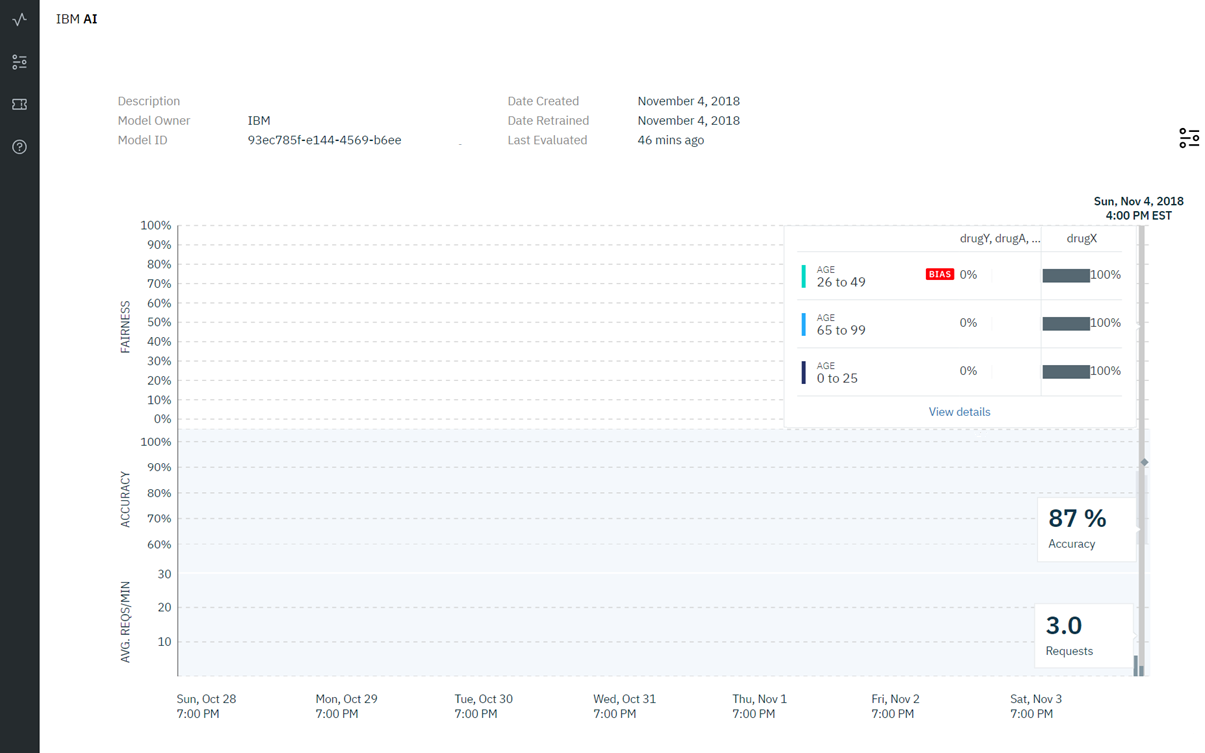 IBM AI
Description
Model Owner IBM
Model ID 93ec785f-e144-4569-b6ee
Date Created November 4, 2018
Date Retrained November 4, 2018
Last Evaluated 46 mins ago
Sun, Nov 4, 2018
4:00 PM EST
FAIRNESS
100%
90%
80%
70%
60%
50%
40%
30%
20%
10%
0%
drugY, drugA, ... drugX
AGE
26 to 49 BIAS 0% 100%
AGE
65 to 99 0% 100%
AGE
0 to 25 0% 100%
View details
ACCURACY
100%
90%
80%
70%
60%
87 %
Accuracy
AVG. REQS/MIN
30
20
10
3.0
Requests
Sun, Oct 28 Mon, Oct 29 Tue, Oct 30 Wed, Oct 31 Thu, Nov 1 Fri, Nov 2 Sat, Nov 3
7:00 PM 7:00 PM 7:00 PM 7:00 PM 7:00 PM 7:00 PM 7:00 PM